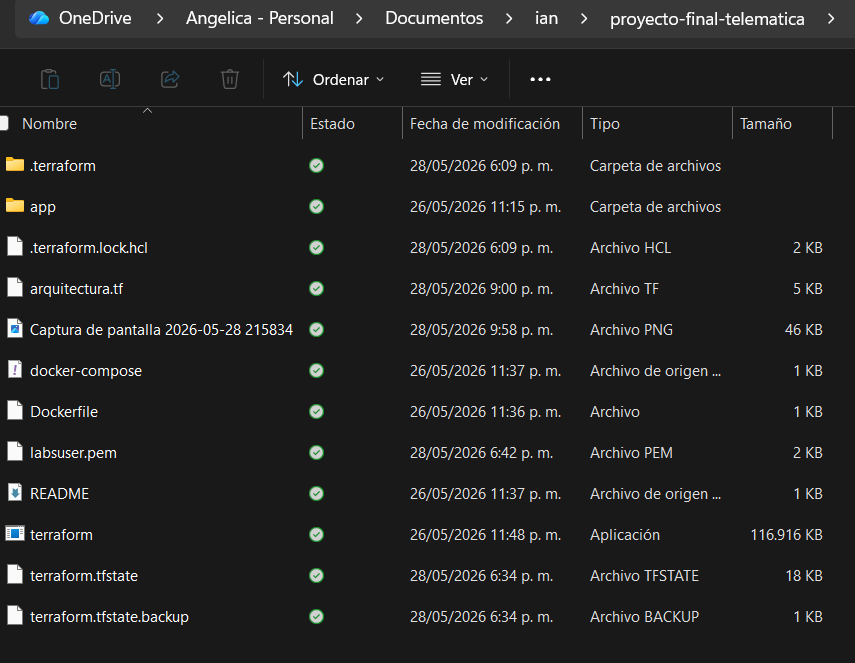 OneDrive > Angelica - Personal > Documentos > ian > proyecto-final-telematica >
Ordenar Ver ...
Nombre Estado Fecha de modificación Tipo Tamaño
.terraform 28/05/2026 6:09 p. m. Carpeta de archivos
app 26/05/2026 11:15 p. m. Carpeta de archivos
.terraform.lock.hcl 28/05/2026 6:09 p. m. Archivo HCL 2 KB
arquitectura.tf 28/05/2026 9:00 p. m. Archivo TF 5 KB
Captura de pantalla 2026-05-28 215834 28/05/2026 9:58 p. m. Archivo PNG 46 KB
docker-compose 26/05/2026 11:37 p. m. Archivo de origen ... 1 KB
Dockerfile 26/05/2026 11:36 p. m. Archivo 1 KB
labsuser.pem 28/05/2026 6:42 p. m. Archivo PEM 2 KB
README 26/05/2026 11:37 p. m. Archivo de origen ... 1 KB
terraform 26/05/2026 11:48 p. m. Aplicación 116.916 KB
terraform.tfstate 28/05/2026 6:34 p. m. Archivo TFSTATE 18 KB
terraform.tfstate.backup 28/05/2026 6:34 p. m. Archivo BACKUP 1 KB